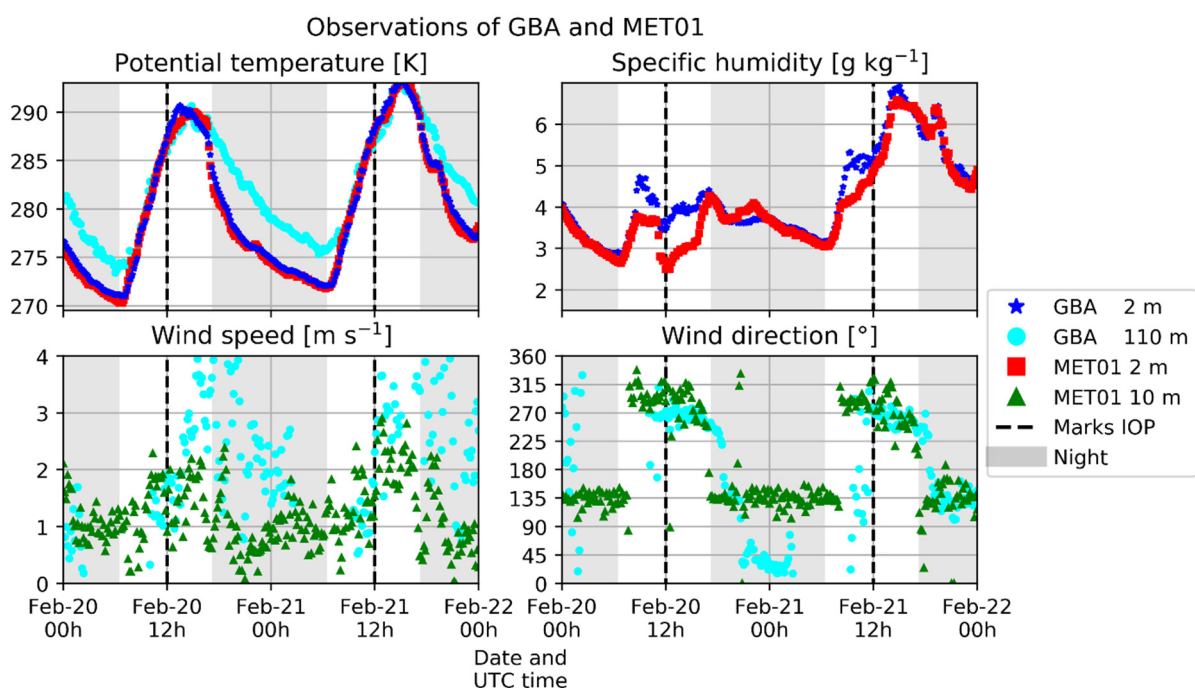 Observations of GBA and MET01
Potential temperature [K]
290
285
280
275
270
Specific humidity [g kg⁻¹]
6
5
4
3
2
Wind speed [m s⁻¹]
4
3
2
1
0
Feb-20 Feb-20 Feb-21 Feb-21 Feb-22
00h 12h 00h 12h 00h
Wind direction [°]
360
315
270
225
180
135
90
45
0
Feb-20 Feb-20 Feb-21 Feb-21 Feb-22
00h 12h 00h 12h 00h
Date and
UTC time
GBA 2 m
GBA 110 m
MET01 2 m
MET01 10 m
Marks IOP
Night